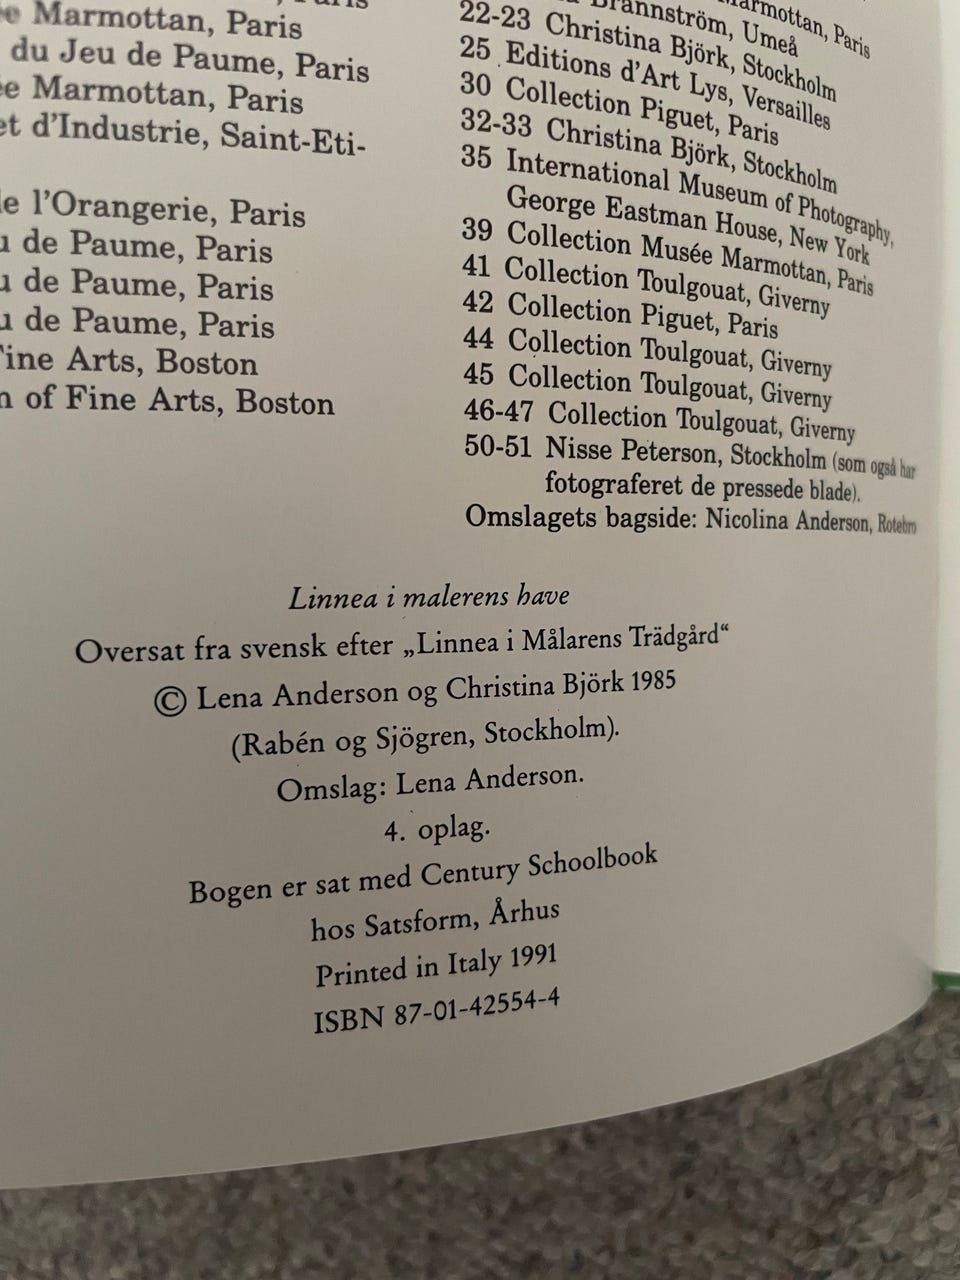 Marmottan, Paris
du Jeu de Paume, Paris
Marmottan, Paris
et d'Industrie, Saint-Eti-
l'Orangerie, Paris
de Paume, Paris
de Paume, Paris
de Paume, Paris
Fine Arts, Boston
of Fine Arts, Boston
Marmottan, Paris
Brännström, Umeå
22-23 Christina Björk, Stockholm
25 Editions d'Art Lys, Versailles
30 Collection Piguet, Paris
32-33 Christina Björk, Stockholm
35 International Museum of Photography,
George Eastman House, New York
39 Collection Musée Marmottan, Paris
41 Collection Toulgouat, Giverny
42 Collection Piguet, Paris
44 Collection Toulgouat, Giverny
45 Collection Toulgouat, Giverny
46-47 Collection Toulgouat, Giverny
50-51 Nisse Peterson, Stockholm (som også har
fotograferet de pressede blade).
Omslagets bagside: Nicolina Anderson, Rotebro
Linnea i malerens have
Oversat fra svensk efter „Linnea i Målarens Trädgård“
© Lena Anderson og Christina Björk 1985
(Rabén og Sjögren, Stockholm).
Omslag: Lena Anderson.
4. oplag.
Bogen er sat med Century Schoolbook
hos Satsform, Århus
Printed in Italy 1991
ISBN 87-01-42554-4